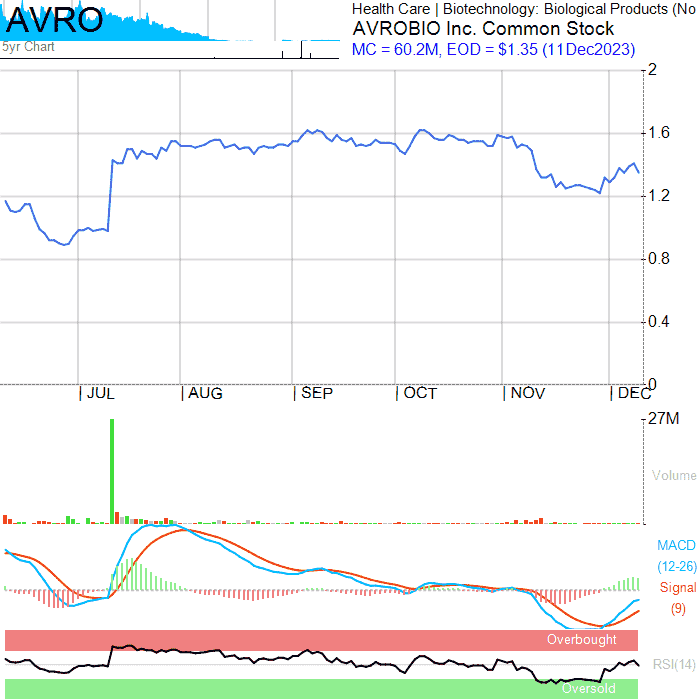 AVRO
5yr Chart
Health Care | Biotechnology: Biological Products (No
AVROBIO Inc. Common Stock
MC = 60.2M, EOD = $1.35 (11Dec2023)
2
1.6
1.2
0.8
0.4
0
| JUL | AUG | SEP | OCT | NOV | DEC
27M
Volume
MACD
(12-26)
Signal
(9)
Overbought
RSI(14)
Oversold